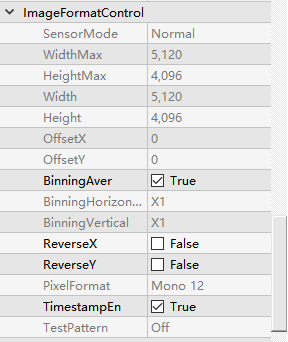 ImageFormatControl
SensorMode Normal
WidthMax 5,120
HeightMax 4,096
Width 5,120
Height 4,096
OffsetX 0
OffsetY 0
BinningAver True
BinningHorizon... X1
BinningVertical X1
ReverseX False
ReverseY False
PixelFormat Mono 12
TimestampEn True
TestPattern Off